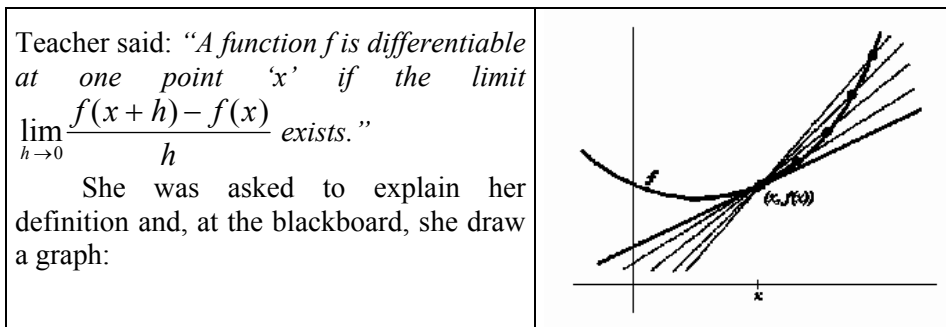 Teacher said: “A function f is differentiable
at one point ‘x’ if the limit
lim h→0 f(x + h) − f(x) / h exists.”
She was asked to explain her
definition and, at the blackboard, she draw
a graph:
f
(x, f(x))
x